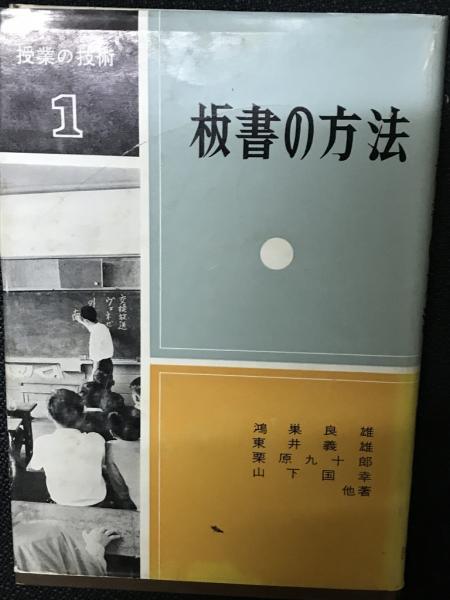 授業の技術
1
板書の方法
鴻巣良雄
東井義雄
栗原九十郎
山下国幸
他著